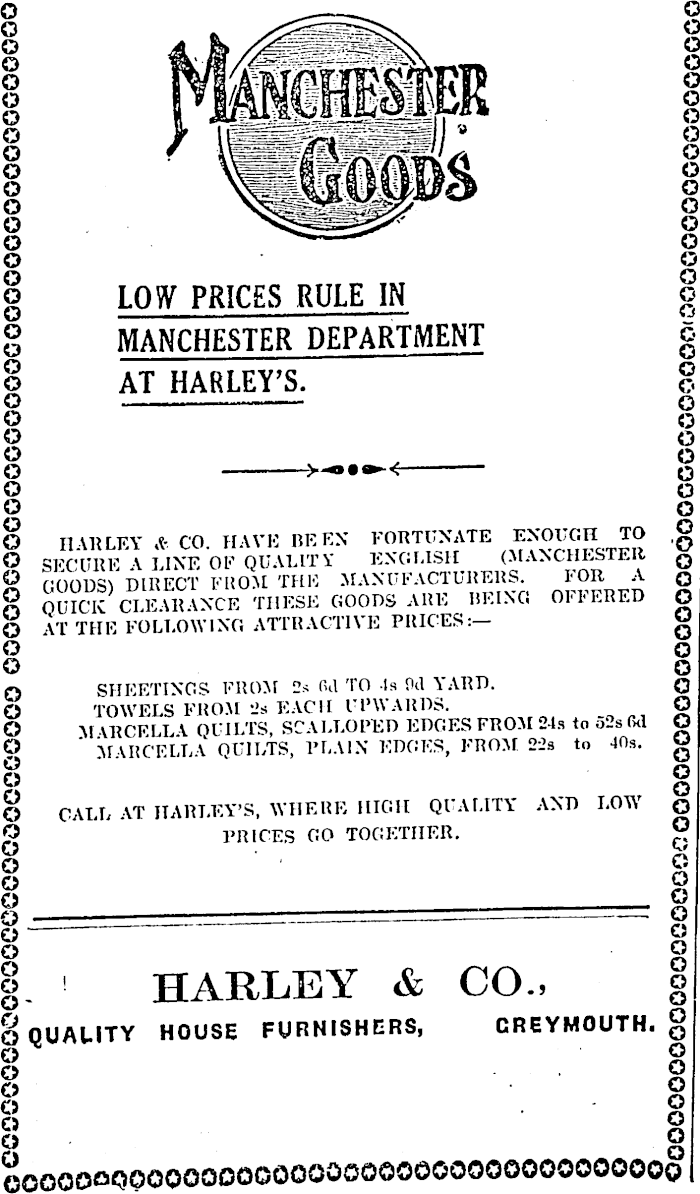 MANCHESTER
GOODS
LOW PRICES RULE IN
MANCHESTER DEPARTMENT
AT HARLEY'S.
HARLEY & CO. HAVE BEEN FORTUNATE ENOUGH TO
SECURE A LINE OF QUALITY ENGLISH (MANCHESTER
GOODS) DIRECT FROM THE MANUFACTURERS. FOR A
QUICK CLEARANCE THESE GOODS ARE BEING OFFERED
AT THE FOLLOWING ATTRACTIVE PRICES:—
SHEETINGS FROM 2s 6d TO 4s 9d YARD.
TOWELS FROM 2s EACH UPWARDS.
MARCELLA QUILTS, SCALLOPED EDGES FROM 24s to 52s 6d
MARCELLA QUILTS, PLAIN EDGES, FROM 22s to 40s.
CALL AT HARLEY'S, WHERE HIGH QUALITY AND LOW
PRICES GO TOGETHER.
HARLEY & CO.,
QUALITY HOUSE FURNISHERS, GREYMOUTH.